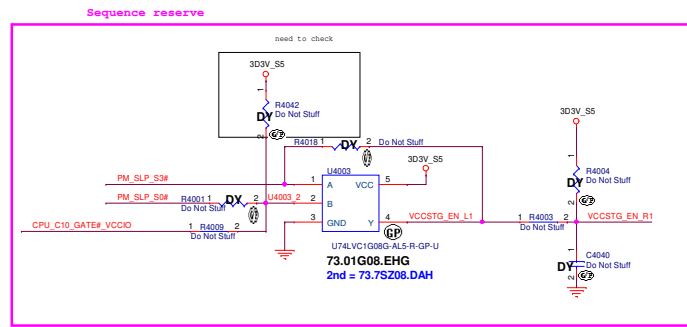 Sequence reserve
need to check
3D3V_S5
1
R4042
Do Not Stuff
DY
2
3D3V_S5
R4018 1 DY 2 Do Not Stuff
3D3V_S5
U4003
PM_SLP_S3# 1 A VCC 5
1
R4004
Do Not Stuff
DY
2
PM_SLP_S0# R4001 1 DY 2 U4003_2 2 B
Do Not Stuff
3 GND Y 4 VCCSTG_EN_L1 1 R4003 2 VCCSTG_EN_R1
Do Not Stuff
CPU_C10_GATE#_VCCIO 1 R4009 2
Do Not Stuff
GP
U74LVC1G08G-AL5-R-GP-U
73.01G08.EHG
2nd = 73.7SZ08.DAH
1
C4040
Do Not Stuff
DY
2